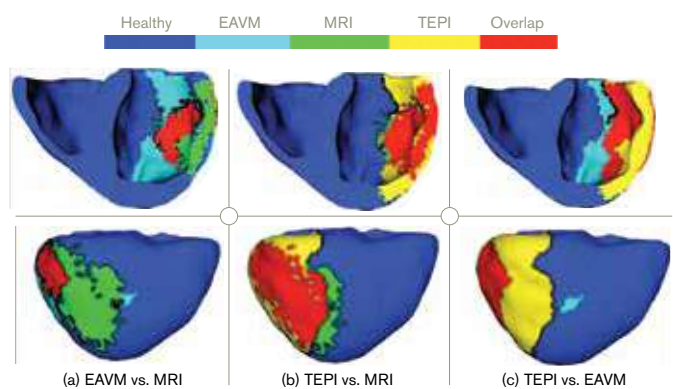 Healthy EAVM MRI TEPI Overlap
(a) EAVM vs. MRI (b) TEPI vs. MRI (c) TEPI vs. EAVM